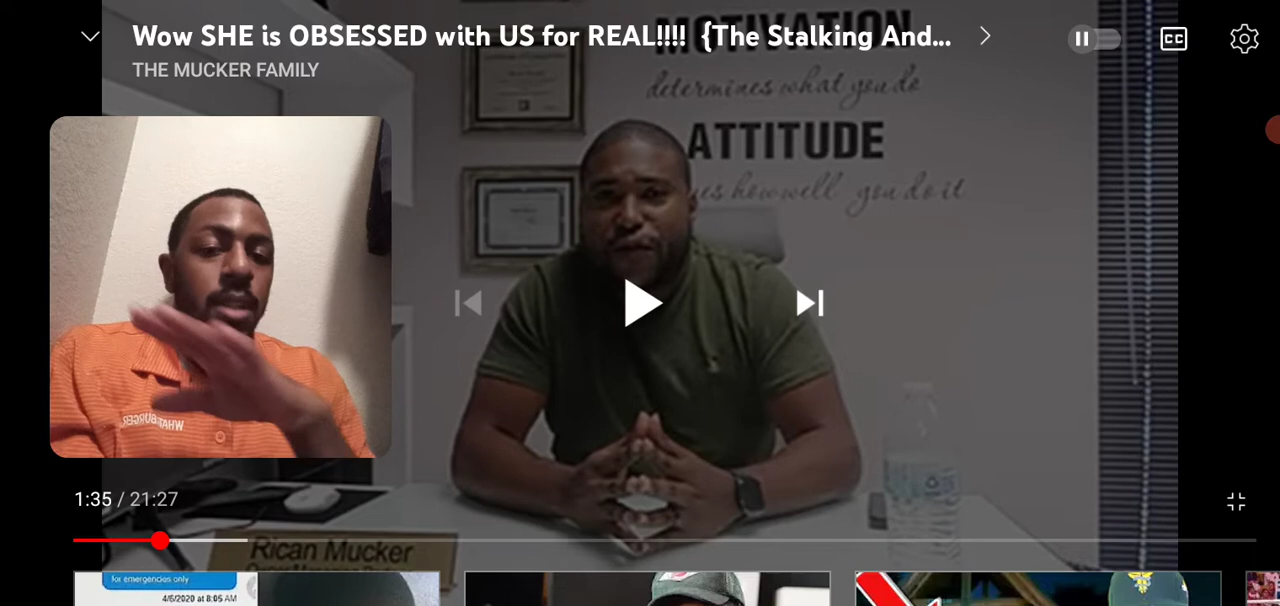 Wow SHE is OBSESSED with US for REAL!!!! {The Stalking And...
THE MUCKER FAMILY
CC
MOTIVATION
determines what you do
ATTITUDE
how well you do it
WHATABURGER
1:35 / 21:27
Rican Mucker
for emergencies only
4/6/2020 at 8:05 AM